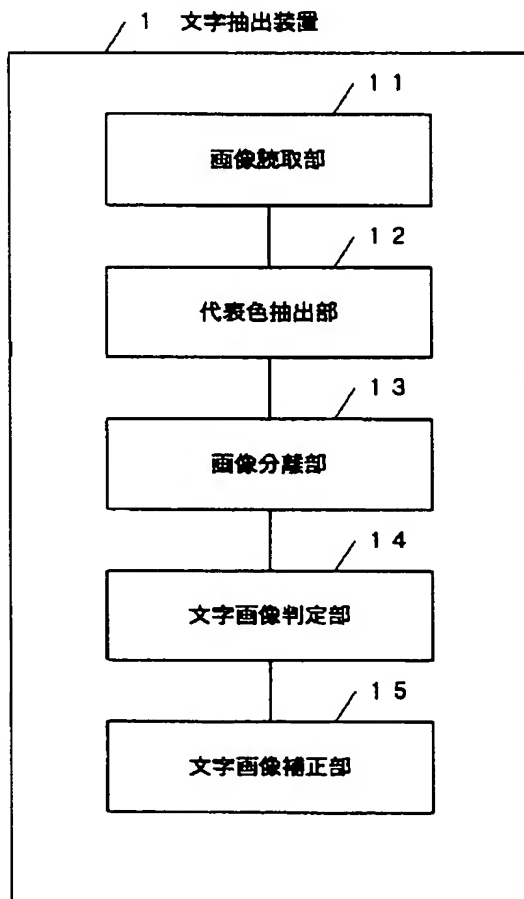 1 文字抽出装置
11
画像読取部
12
代表色抽出部
13
画像分離部
14
文字画像判定部
15
文字画像補正部